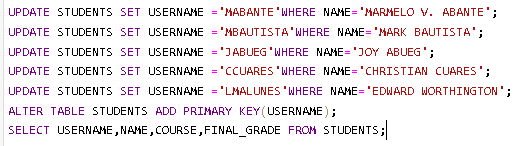 UPDATE STUDENTS SET USERNAME ='MABANTE'WHERE NAME='MARMELO V. ABANTE';
UPDATE STUDENTS SET USERNAME ='MBAUTISTA'WHERE NAME='MARK BAUTISTA';
UPDATE STUDENTS SET USERNAME ='JABUEG'WHERE NAME='JOY ABUEG';
UPDATE STUDENTS SET USERNAME ='CCUARES'WHERE NAME='CHRISTIAN CUARES';
UPDATE STUDENTS SET USERNAME ='LMALUNES'WHERE NAME='EDWARD WORTHINGTON';
ALTER TABLE STUDENTS ADD PRIMARY KEY(USERNAME);
SELECT USERNAME,NAME,COURSE,FINAL_GRADE FROM STUDENTS;